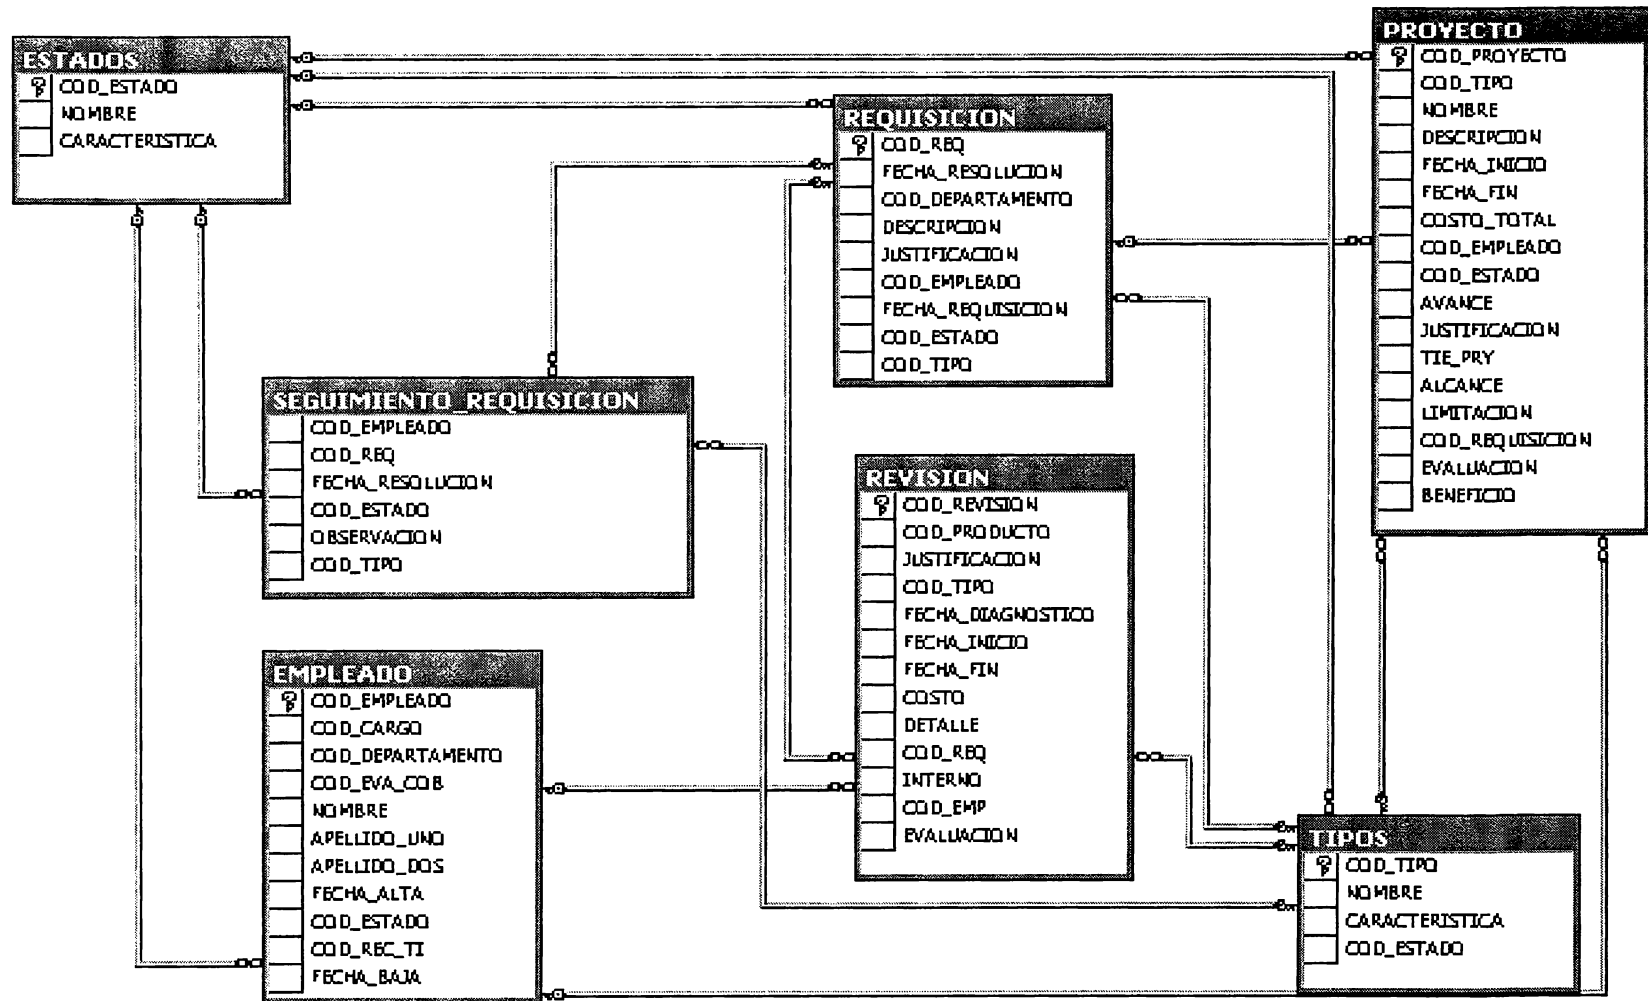 ESTADOS
COD_ESTADO
NOMBRE
CARACTERISTICA
PROYECTO
COD_PROYECTO
COD_TIPO
NOMBRE
DESCRIPCION
FECHA_INICIO
FECHA_FIN
COSTO_TOTAL
COD_EMPLEADO
COD_ESTADO
AVANCE
JUSTIFICACION
TIE_PRY
ALCANCE
LIMITACION
COD_REQUISICION
EVALUACION
BENEFICIO
REQUISICION
COD_REQ
FECHA_RESOLUCION
COD_DEPARTAMENTO
DESCRIPCION
JUSTIFICACION
COD_EMPLEADO
FECHA_REQUISICION
COD_ESTADO
COD_TIPO
SEGUIMIENTO_REQUISICION
COD_EMPLEADO
COD_REQ
FECHA_RESOLUCION
COD_ESTADO
OBSERVACION
COD_TIPO
REVISION
COD_REVISION
COD_PRODUCTO
JUSTIFICACION
COD_TIPO
FECHA_DIAGNOSTICO
FECHA_INICIO
FECHA_FIN
COSTO
DETALLE
COD_REQ
INTERNO
COD_EMP
EVALUACION
EMPLEADO
COD_EMPLEADO
COD_CARGO
COD_DEPARTAMENTO
COD_EVA_COB
NOMBRE
APELLIDO_UNO
APELLIDO_DOS
FECHA_ALTA
COD_ESTADO
COD_REC_TI
FECHA_BAJA
TIPOS
COD_TIPO
NOMBRE
CARACTERISTICA
COD_ESTADO